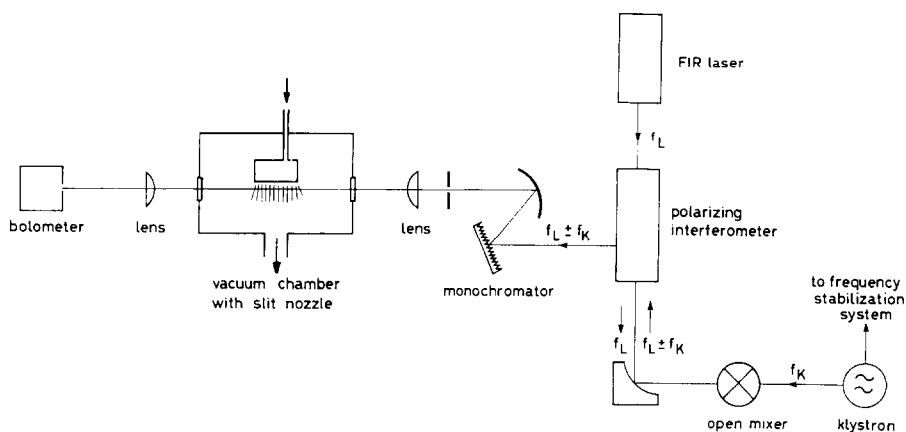 FIR laser
f_L
polarizing
interferometer
bolometer
lens
lens
f_L ± f_K
monochromator
vacuum chamber
with slit nozzle
to frequency
stabilization
system
f_L
f_L ± f_K
f_K
open mixer
klystron